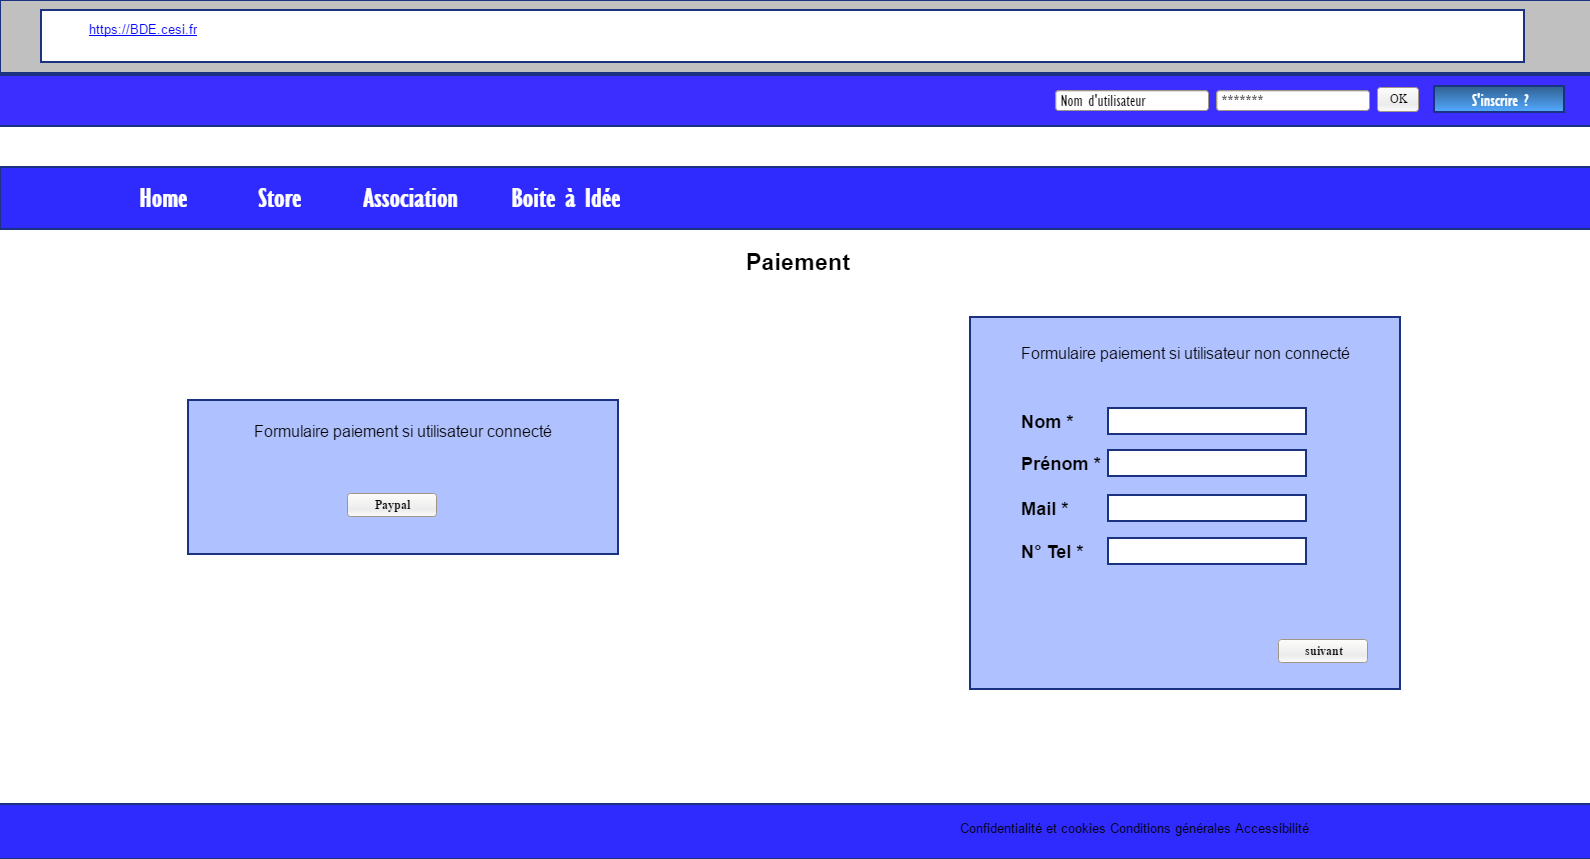 https://BDE.cesi.fr
Nom d'utilisateur ******* OK S'inscrire ?
Home Store Association Boite à Idée
Paiement
Formulaire paiement si utilisateur connecté
Paypal
Formulaire paiement si utilisateur non connecté
Nom *
Prénom *
Mail *
N° Tel *
suivant
Confidentialité et cookies Conditions générales Accessibilité